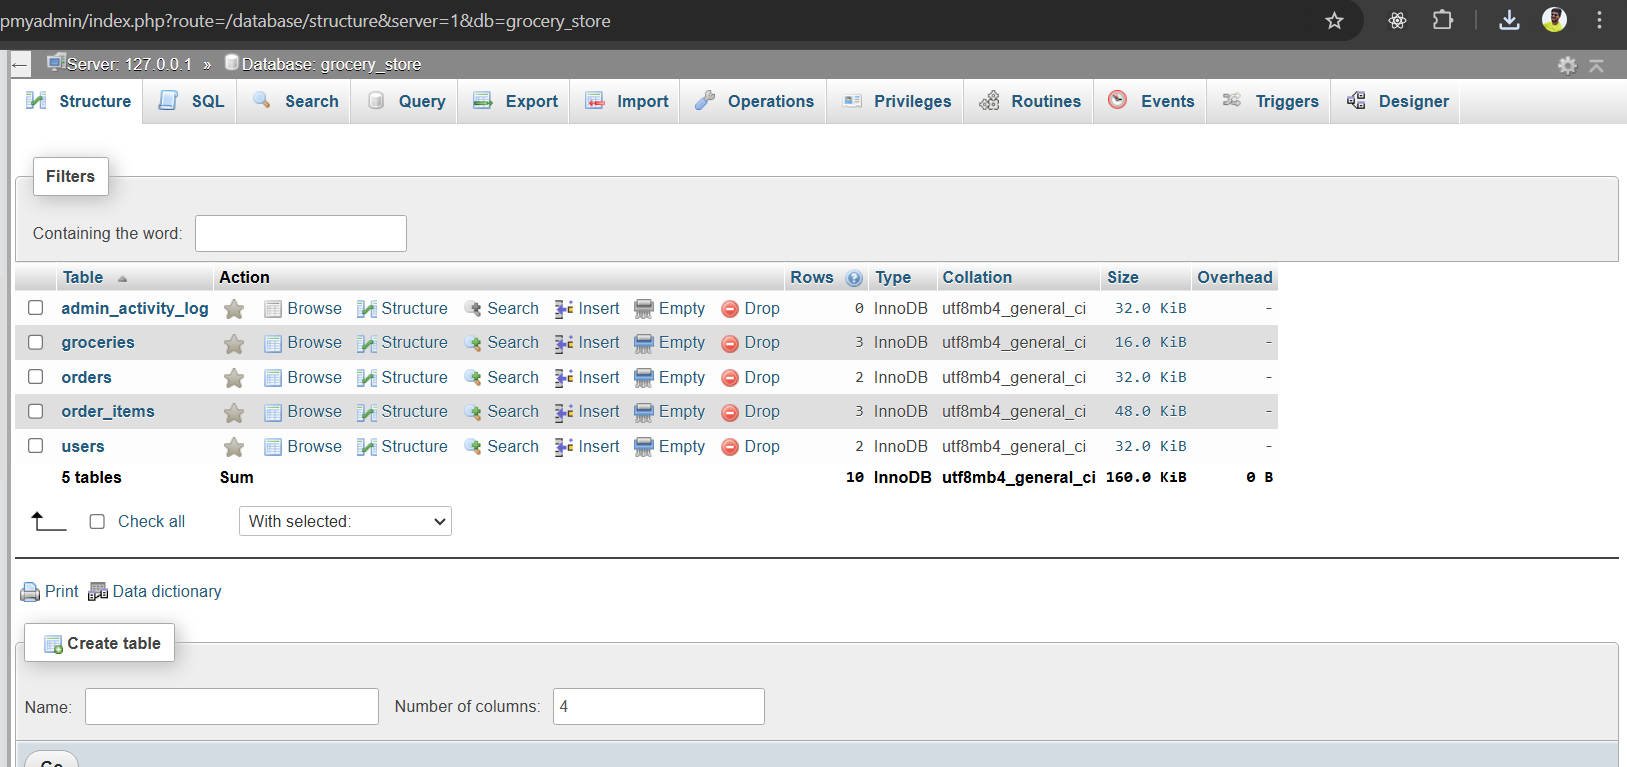 pmyadmin/index.php?route=/database/structure&server=1&db=grocery_store
Server: 127.0.0.1 » Database: grocery_store
Structure SQL Search Query Export Import Operations Privileges Routines Events Triggers Designer
Filters
Containing the word:
Table Action Rows Type Collation Size Overhead
admin_activity_log Browse Structure Search Insert Empty Drop 0 InnoDB utf8mb4_general_ci 32.0 KiB -
groceries Browse Structure Search Insert Empty Drop 3 InnoDB utf8mb4_general_ci 16.0 KiB -
orders Browse Structure Search Insert Empty Drop 2 InnoDB utf8mb4_general_ci 32.0 KiB -
order_items Browse Structure Search Insert Empty Drop 3 InnoDB utf8mb4_general_ci 48.0 KiB -
users Browse Structure Search Insert Empty Drop 2 InnoDB utf8mb4_general_ci 32.0 KiB -
5 tables Sum 10 InnoDB utf8mb4_general_ci 160.0 KiB 0 B
Check all With selected:
Print Data dictionary
Create table
Name: Number of columns: 4
Go